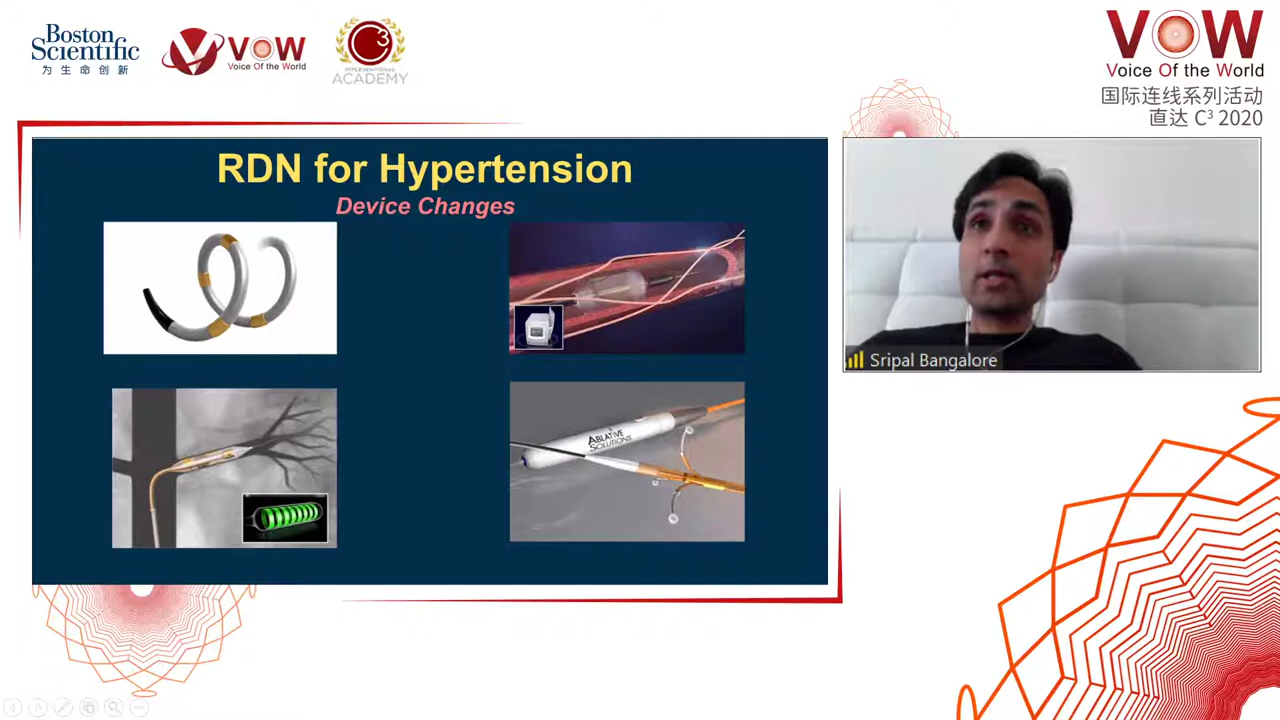 Boston
Scientific
为生命创新
VOW
Voice Of the World
C3
ACADEMY
VOW
Voice Of the World
国际连线系列活动
直达 C³ 2020
RDN for Hypertension
Device Changes
ABLATIVE
SOLUTIONS
Sripal Bangalore